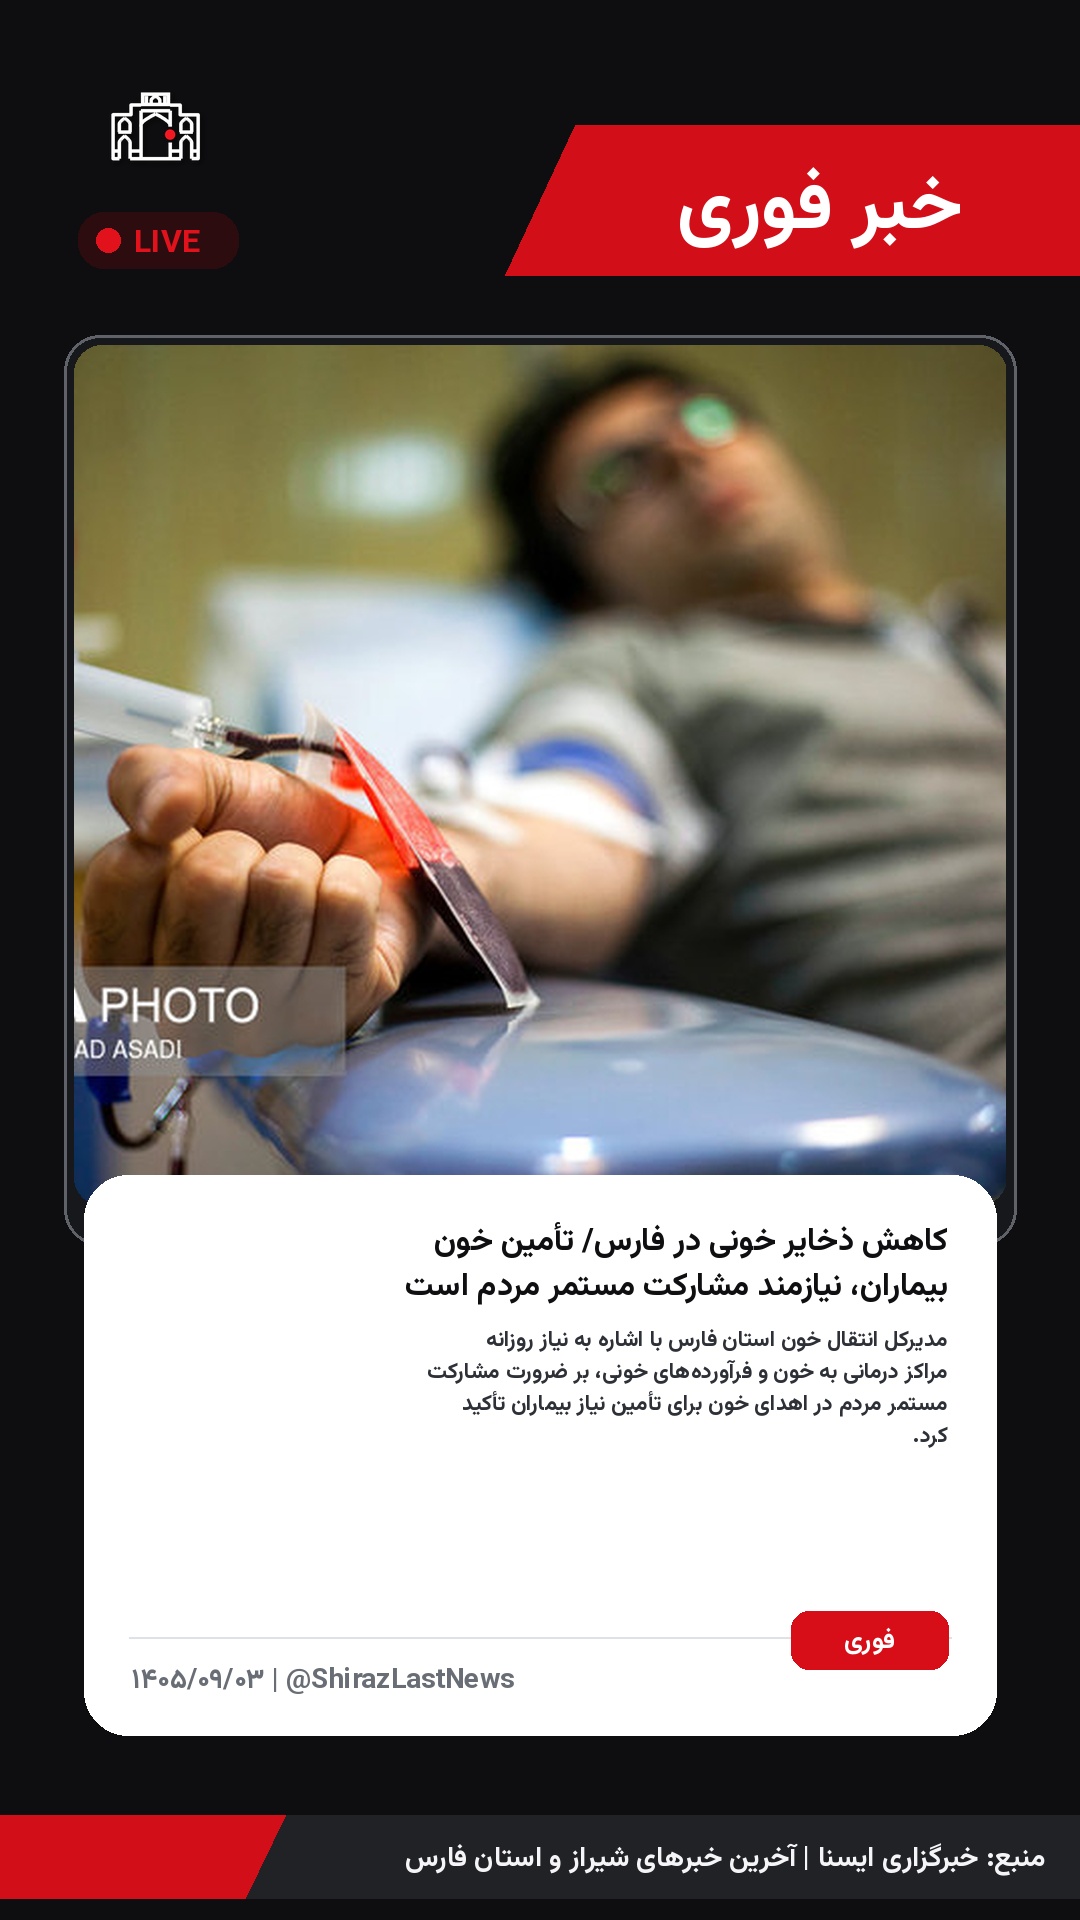 خبر فوری
LIVE
A PHOTO
AD ASADI
کاهش ذخایر خونی در فارس/ تأمین خون
بیماران، نیازمند مشارکت مستمر مردم است
مدیرکل انتقال خون استان فارس با اشاره به نیاز روزانه
مراکز درمانی به خون و فرآورده‌های خونی، بر ضرورت مشارکت
مستمر مردم در اهدای خون برای تأمین نیاز بیماران تأکید
کرد.
فوری
۱۴۰۵/۰۹/۰۳ | @ShirazLastNews
منبع: خبرگزاری ایسنا | آخرین خبرهای شیراز و استان فارس